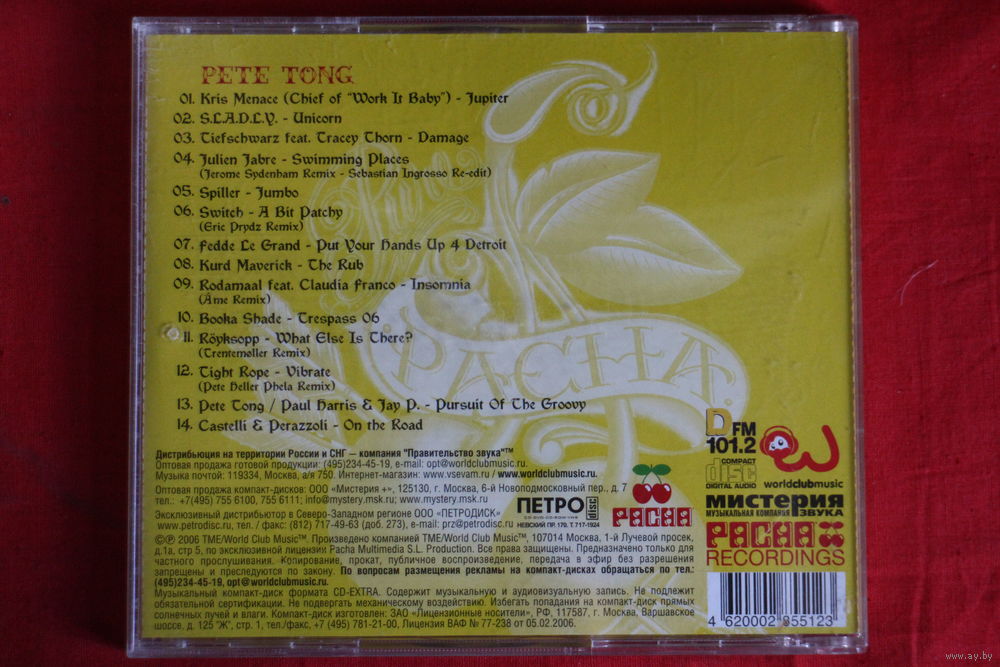 PETE TONG
01. Kris Menace (Chief of "Work It Baby") - Jupiter
02. S.L.A.D.L.Y. - Unicorn
03. Tiefschwarz feat. Tracey Thorn - Damage
04. Julien Jabre - Swimming Places
(Jerome Sydenham Remix - Sebastian Ingrosso Re-edit)
05. Spiller - Jumbo
06. Switch - A Bit Patchy
(Eric Prydz Remix)
07. Fedde Le Grand - Put Your Hands Up 4 Detroit
08. Kurd Maverick - The Rub
09. Rodamaal feat. Claudia Franco - Insomnia
(Âme Remix)
10. Booka Shade - Trespass 06
11. Röyksopp - What Else Is There?
(Trentemøller Remix)
12. Tight Rope - Vibrate
(Pete Heller Phela Remix)
13. Pete Tong / Paul Harris & Jay P. - Pursuit Of The Groovy
14. Castelli & Perazzoli - On the Road
PACHA
Дистрибьюция на территории России и СНГ – компания "Правительство звука"™
Оптовая продажа готовой продукции: (495)234-45-19, e-mail: opt@worldclubmusic.ru.
Музыка почтой: 119334, Москва, а/я 750. Интернет-магазин: www.vsevam.ru / www.worldclubmusic.ru.
Оптовая продажа компакт-дисков: ООО «Мистерия +», 125130, г. Москва, 6-й Новоподмосковный пер., д. 7
тел.: +7(495) 755 6100, 755 6111; info@mystery.msk.ru; www.mystery.msk.ru
Эксклюзивный дистрибьютор в Северо-Западном регионе ООО «ПЕТРОДИСК»
www.petrodisc.ru, тел. / факс: (812) 717-49-63 (доб. 273), e-mail: prz@petrodisc.ru
ПЕТРО disc
CD·DVD·CD-ROM·VHS
НЕВСКИЙ ПР. 170. Т. 717-1924
PACHA
©℗ 2006 TME/World Club Music™. Произведено компанией TME/World Club Music™, 107014 Москва, 1-й Лучевой просек,
д.1а, стр 5, по эксклюзивной лицензии Pacha Multimedia S.L. Production. Все права защищены. Предназначено только для
частного прослушивания. Копирование, прокат, публичное воспроизведение, передача в эфир без разрешения
запрещены и преследуются по закону. По вопросам размещения рекламы на компакт-дисках обращаться по тел.:
(495)234-45-19, opt@worldclubmusic.ru.
Музыкальный компакт-диск формата CD-EXTRA. Содержит музыкальную и аудиовизуальную запись. Не подлежит
обязательной сертификации. Не подвергать механическому воздействию. Избегать попадания на компакт-диск прямых
солнечных лучей и влаги. Компакт-диск изготовлен: ЗАО «Лицензионные носители», РФ, 117587, г. Москва, Варшавское
шоссе, д. 125 "Ж", стр. 1, тел./факс, +7 (495) 781-21-00, Лицензия ВАФ № 77-238 от 05.02.2006.
DFM
101.2
COMPACT
disc
DIGITAL AUDIO
worldclubmusic
МИСТЕРИЯ
МУЗЫКАЛЬНАЯ КОМПАНИЯ ЗВУКА
PACHA
RECORDINGS
4 620002 855123
www.ay.by